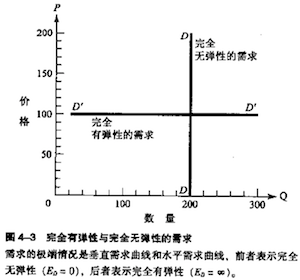 P
200
D
完全
无弹性的需求
150
价
格
100
D'
D'
完全
有弹性的需求
50
D
0
100
200
300
Q
数 量
图 4-3 完全有弹性与完全无弹性的需求
需求的极端情况是垂直需求曲线和水平需求曲线，前者表示完全
无弹性（E_D=0），后者表示完全有弹性（E_D=∞）。